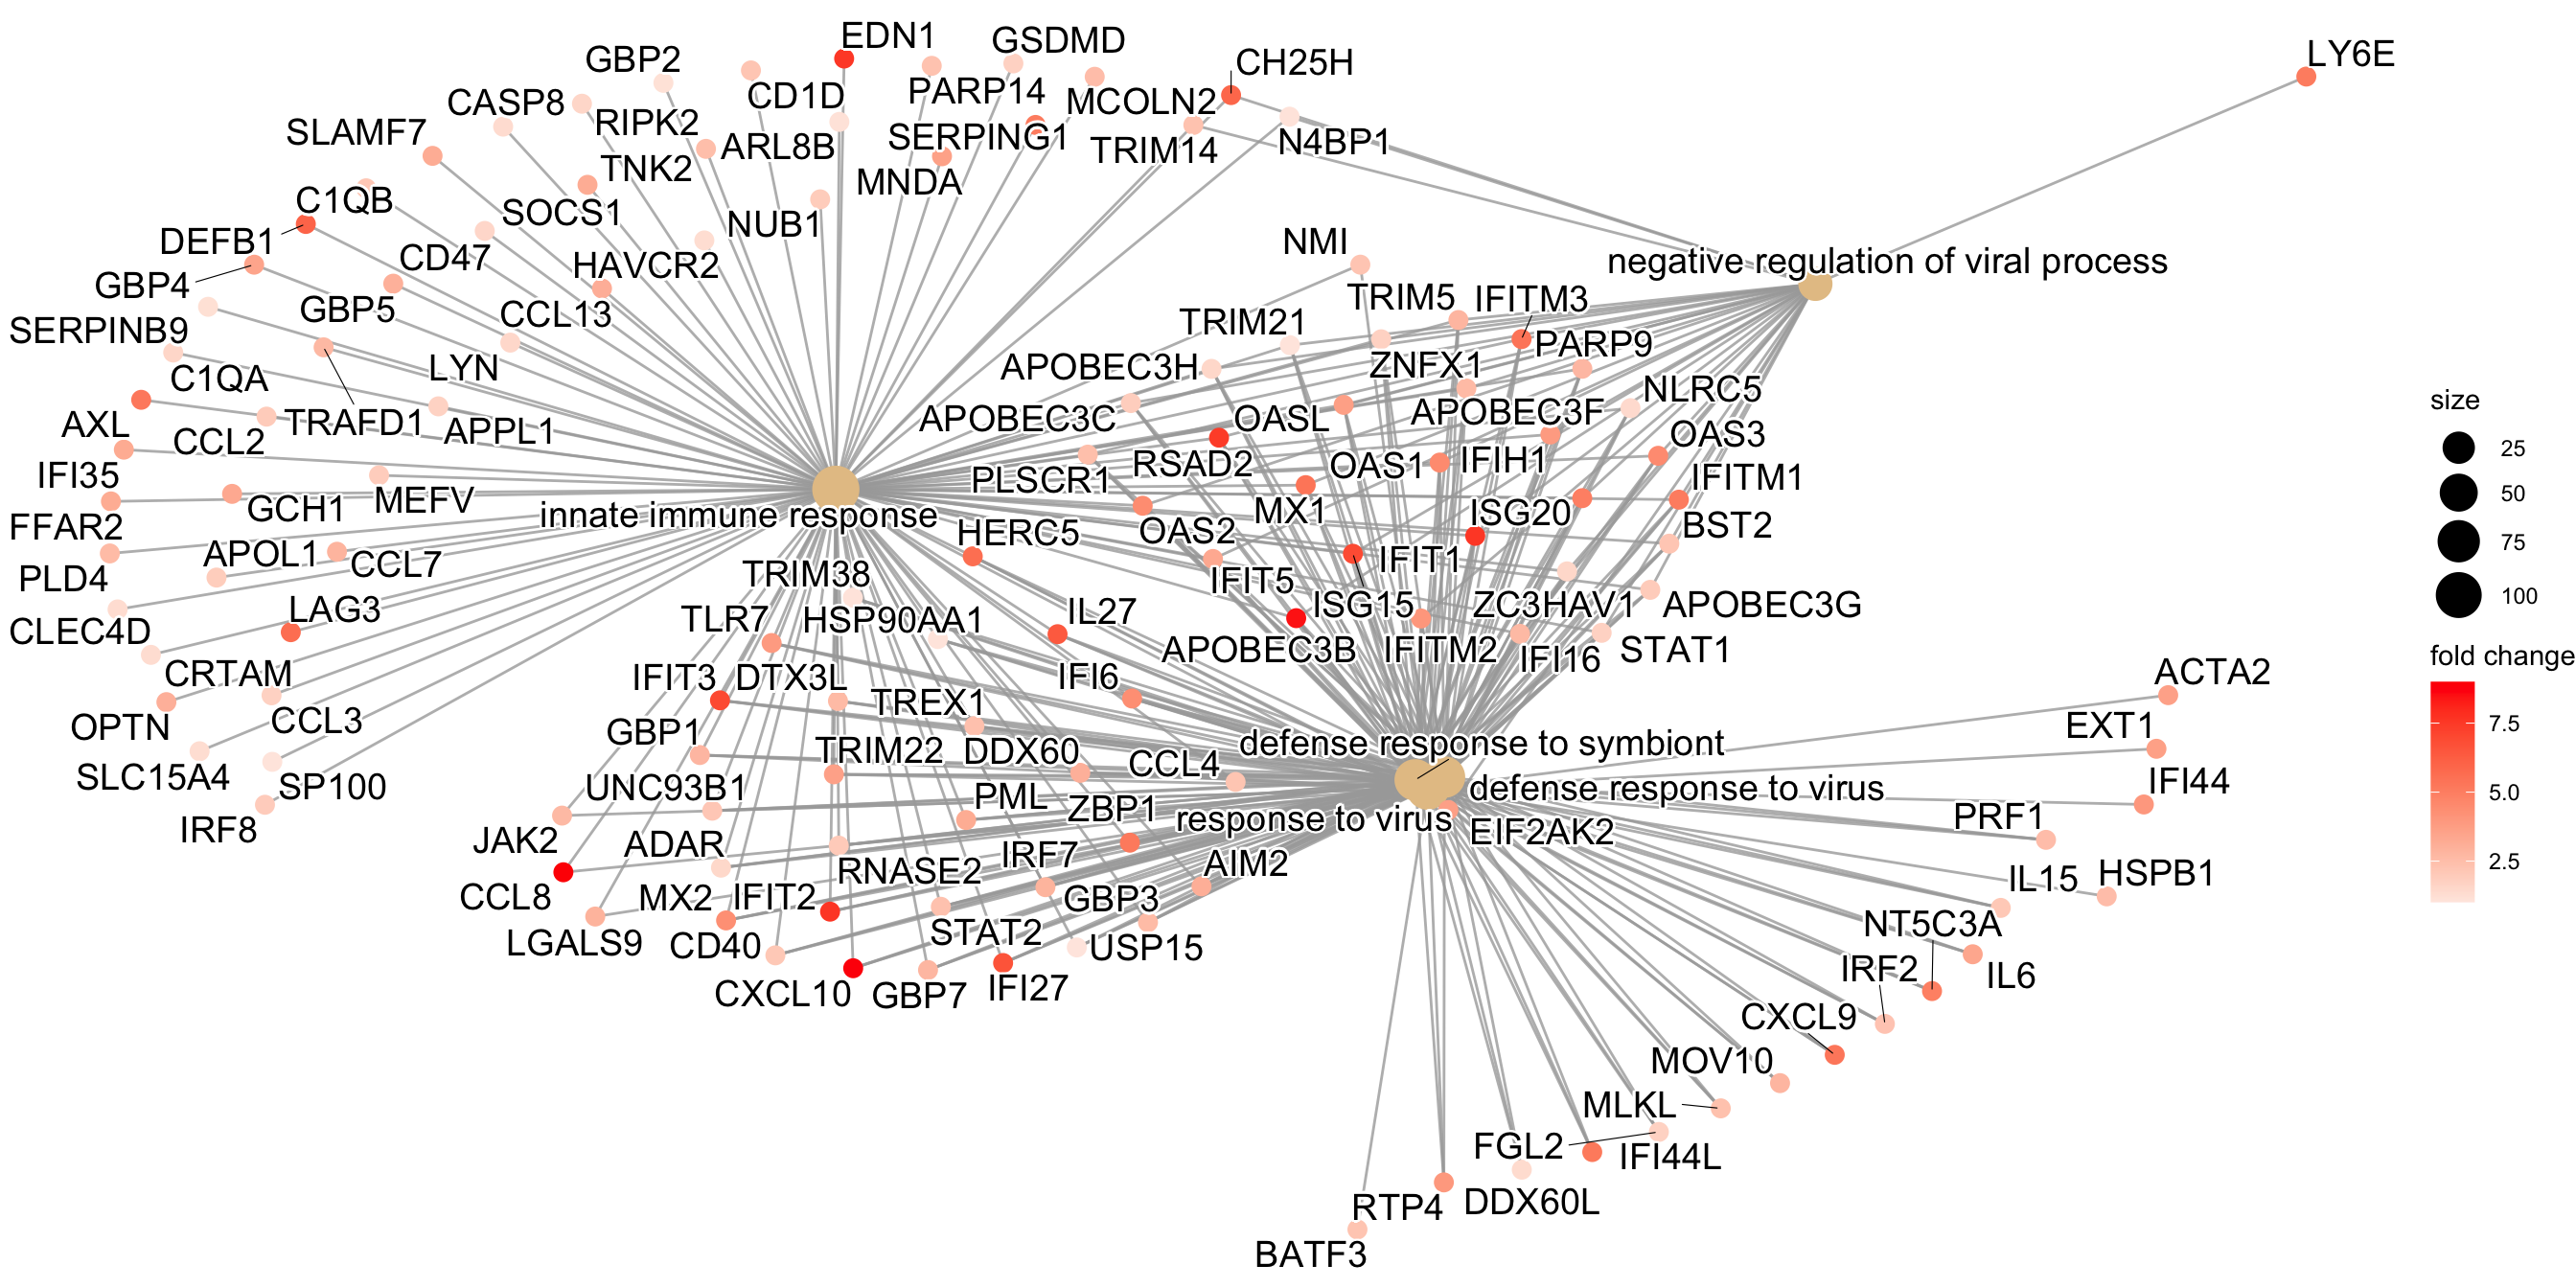 EDN1
GSDMD
LY6E
GBP2
CH25H
CD1D
PARP14
MCOLN2
CASP8
RIPK2
SLAMF7
ARL8B
SERPING1
TRIM14
N4BP1
TNK2
MNDA
C1QB
SOCS1
NUB1
DEFB1
NMI
CD47
HAVCR2
negative regulation of viral process
GBP4
GBP5
CCL13
TRIM5
IFITM3
SERPINB9
TRIM21
PARP9
LYN
APOBEC3H
ZNFX1
C1QA
NLRC5
size
AXL
CCL2
TRAFD1
APPL1
APOBEC3C
OASL
APOBEC3F
OAS3
25
IFI35
RSAD2
OAS1
IFIH1
PLSCR1
IFITM1
50
MEFV
GCH1
innate immune response
MX1
ISG20
FFAR2
HERC5
OAS2
BST2
75
APOL1
CCL7
IFIT1
PLD4
TRIM38
IFIT5
100
LAG3
TLR7
HSP90AA1
IL27
ISG15
ZC3HAV1
APOBEC3G
CLEC4D
APOBEC3B
IFITM2
IFI16
STAT1
fold change
CRTAM
IFIT3
DTX3L
IFI6
ACTA2
OPTN
CCL3
TREX1
EXT1
7.5
GBP1
TRIM22
DDX60
defense response to symbiont
SLC15A4
SP100
UNC93B1
CCL4
defense response to virus
IFI44
5.0
PML
ZBP1
response to virus
PRF1
IRF8
JAK2
ADAR
EIF2AK2
RNASE2
IRF7
AIM2
2.5
CCL8
MX2
IFIT2
GBP3
IL15
HSPB1
LGALS9
CD40
STAT2
USP15
NT5C3A
CXCL10
GBP7
IFI27
IRF2
IL6
CXCL9
MOV10
MLKL
FGL2
IFI44L
RTP4
DDX60L
BATF3